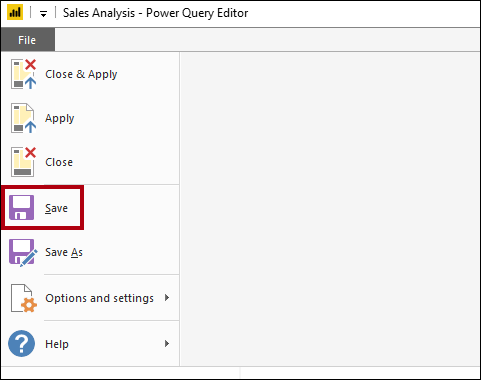 Sales Analysis - Power Query Editor
File
Close & Apply
Apply
Close
Save
Save As
Options and settings
Help